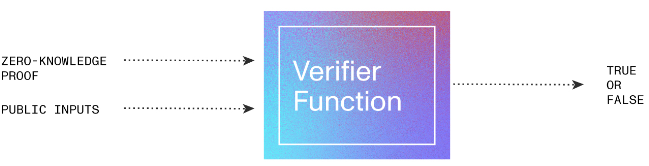 ZERO-KNOWLEDGE
PROOF
PUBLIC INPUTS
Verifier
Function
TRUE
OR
FALSE